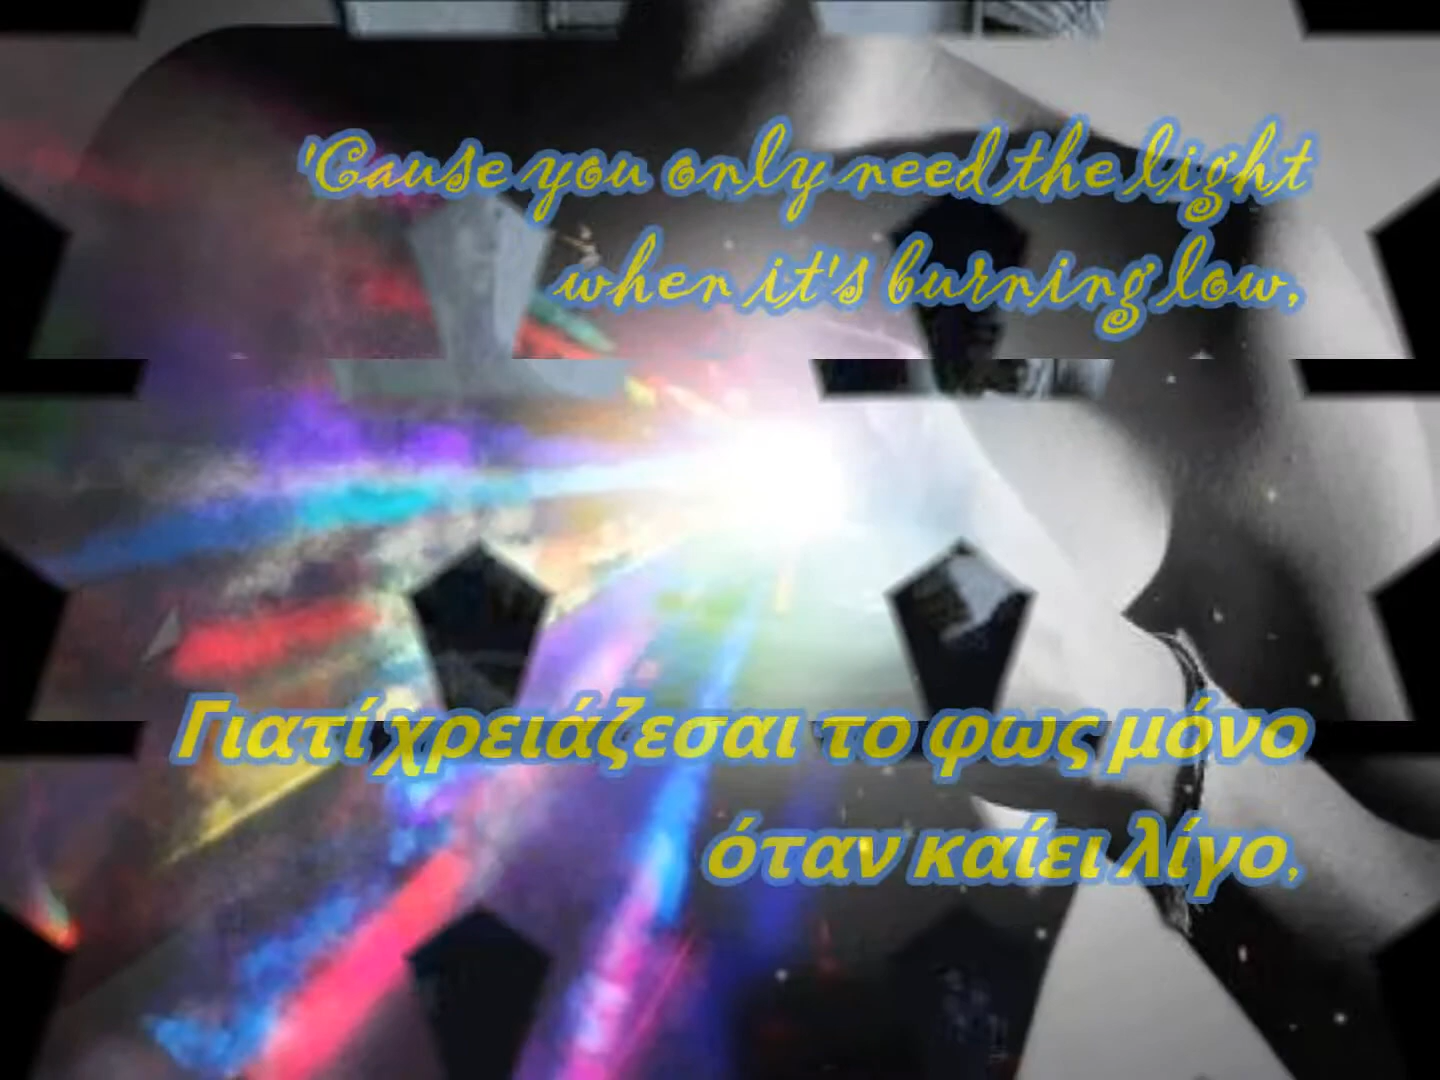 'Cause you only need the light
when it's burning low,
Γιατί χρειάζεσαι το φως μόνο
όταν καίει λίγο,